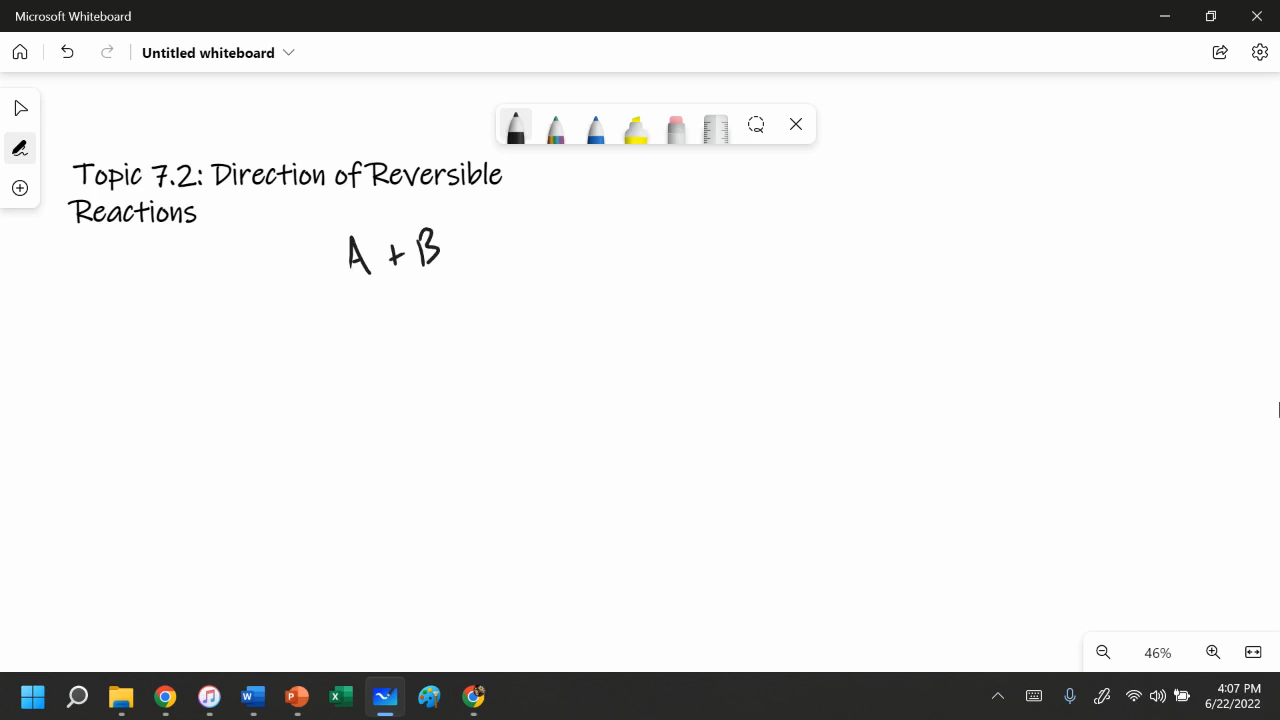 Microsoft Whiteboard
Untitled whiteboard
Topic 7.2: Direction of Reversible
Reactions
A + B
46%
4:07 PM
6/22/2022